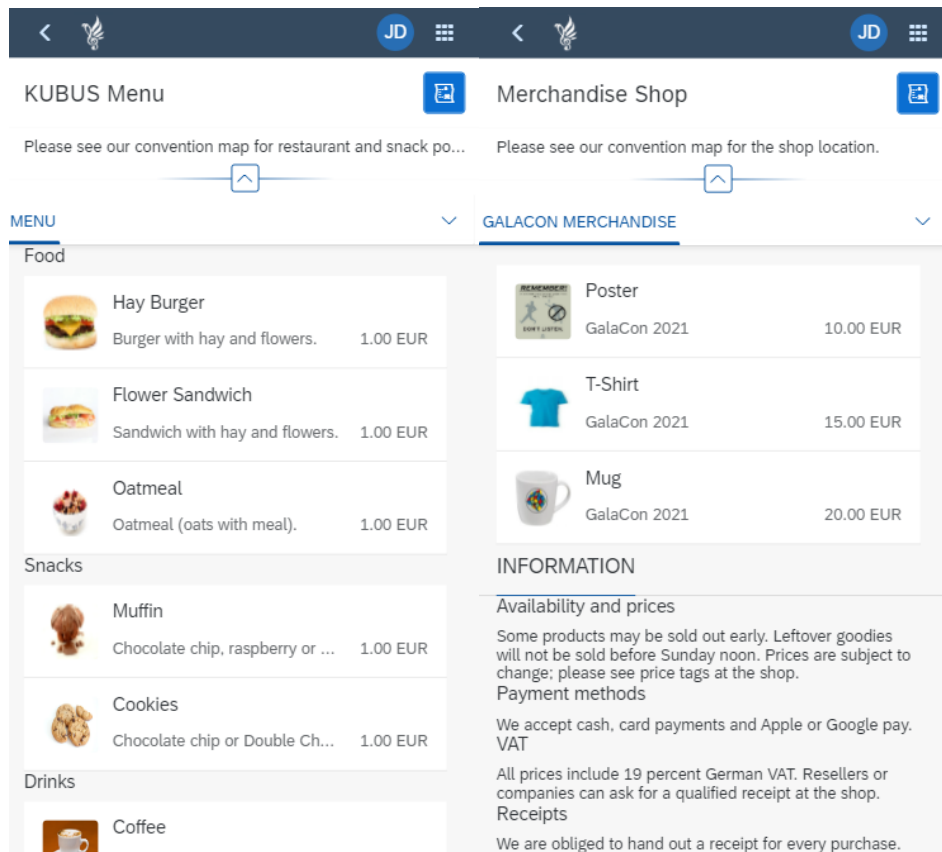 JD
KUBUS Menu
Please see our convention map for restaurant and snack po...
MENU
Food
Hay Burger
Burger with hay and flowers.
1.00 EUR
Flower Sandwich
Sandwich with hay and flowers.
1.00 EUR
Oatmeal
Oatmeal (oats with meal).
1.00 EUR
Snacks
Muffin
Chocolate chip, raspberry or ...
1.00 EUR
Cookies
Chocolate chip or Double Ch...
1.00 EUR
Drinks
Coffee
JD
Merchandise Shop
Please see our convention map for the shop location.
GALACON MERCHANDISE
REMEMBER!
DON'T LISTEN.
Poster
GalaCon 2021
10.00 EUR
T-Shirt
GalaCon 2021
15.00 EUR
Mug
GalaCon 2021
20.00 EUR
INFORMATION
Availability and prices
Some products may be sold out early. Leftover goodies
will not be sold before Sunday noon. Prices are subject to
change; please see price tags at the shop.
Payment methods
We accept cash, card payments and Apple or Google pay.
VAT
All prices include 19 percent German VAT. Resellers or
companies can ask for a qualified receipt at the shop.
Receipts
We are obliged to hand out a receipt for every purchase.